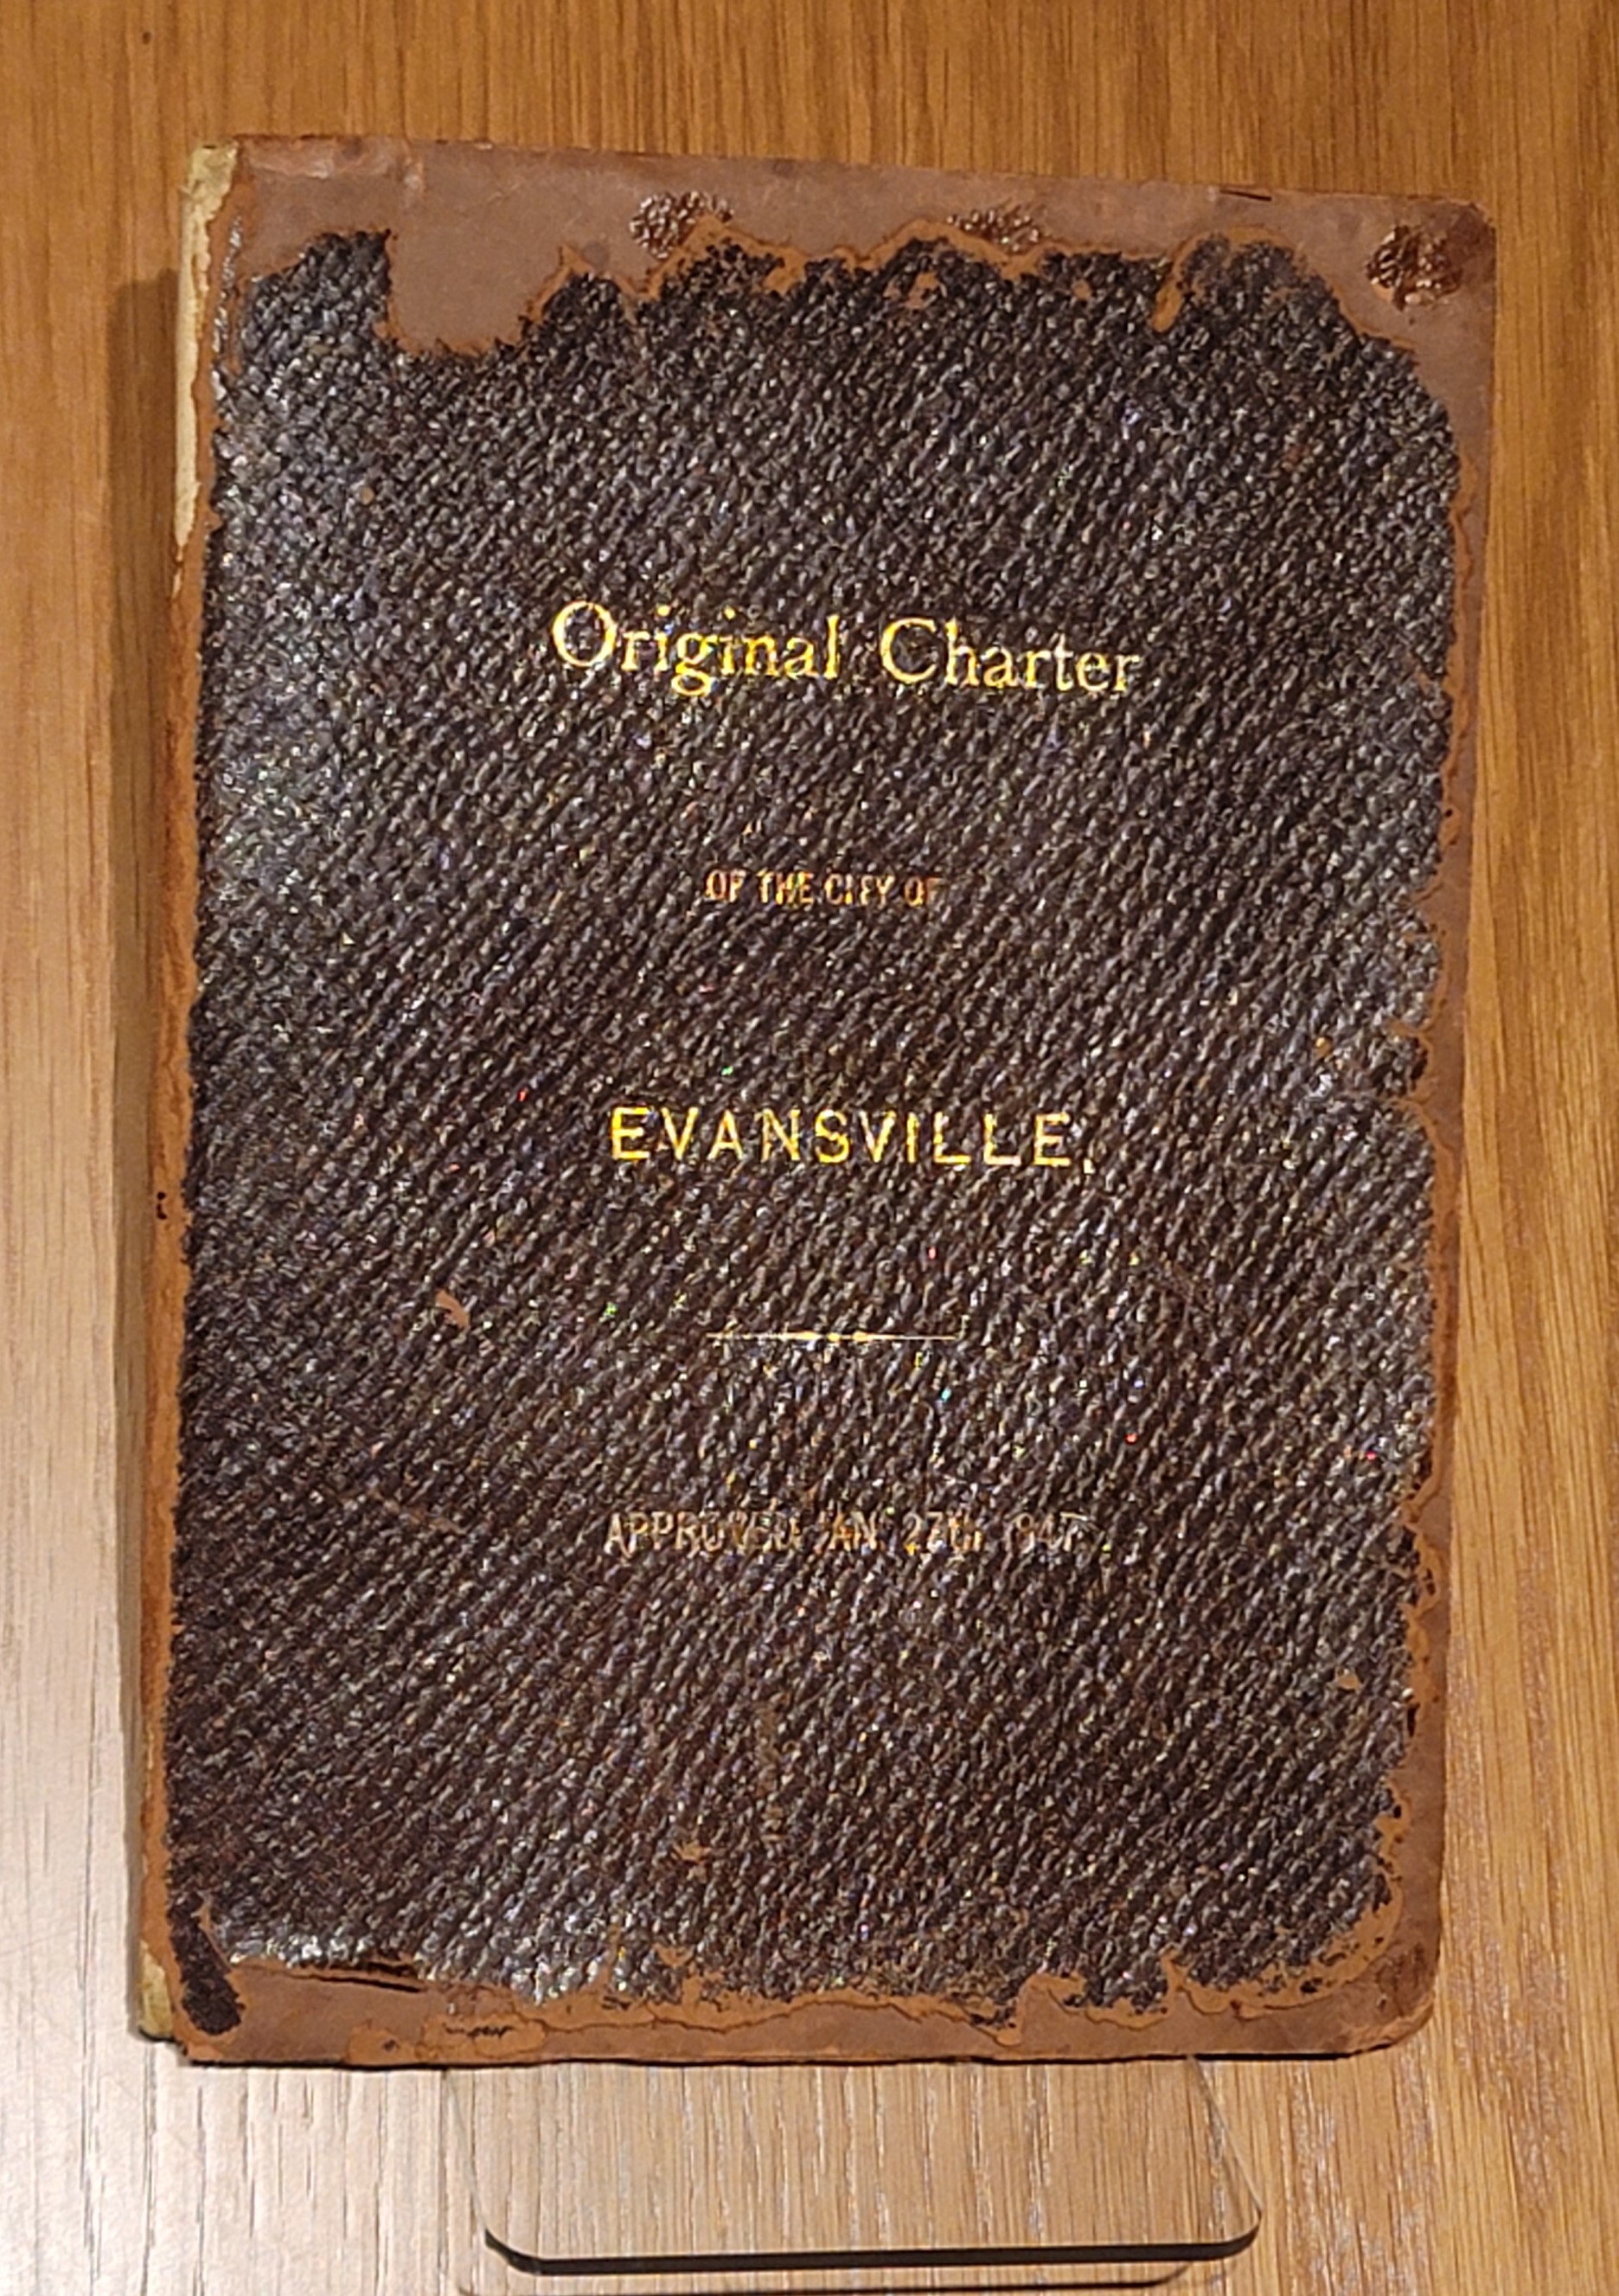 Original Charter
OF THE CITY OF
EVANSVILLE.
APPROVED JAN. 27th, 1847.